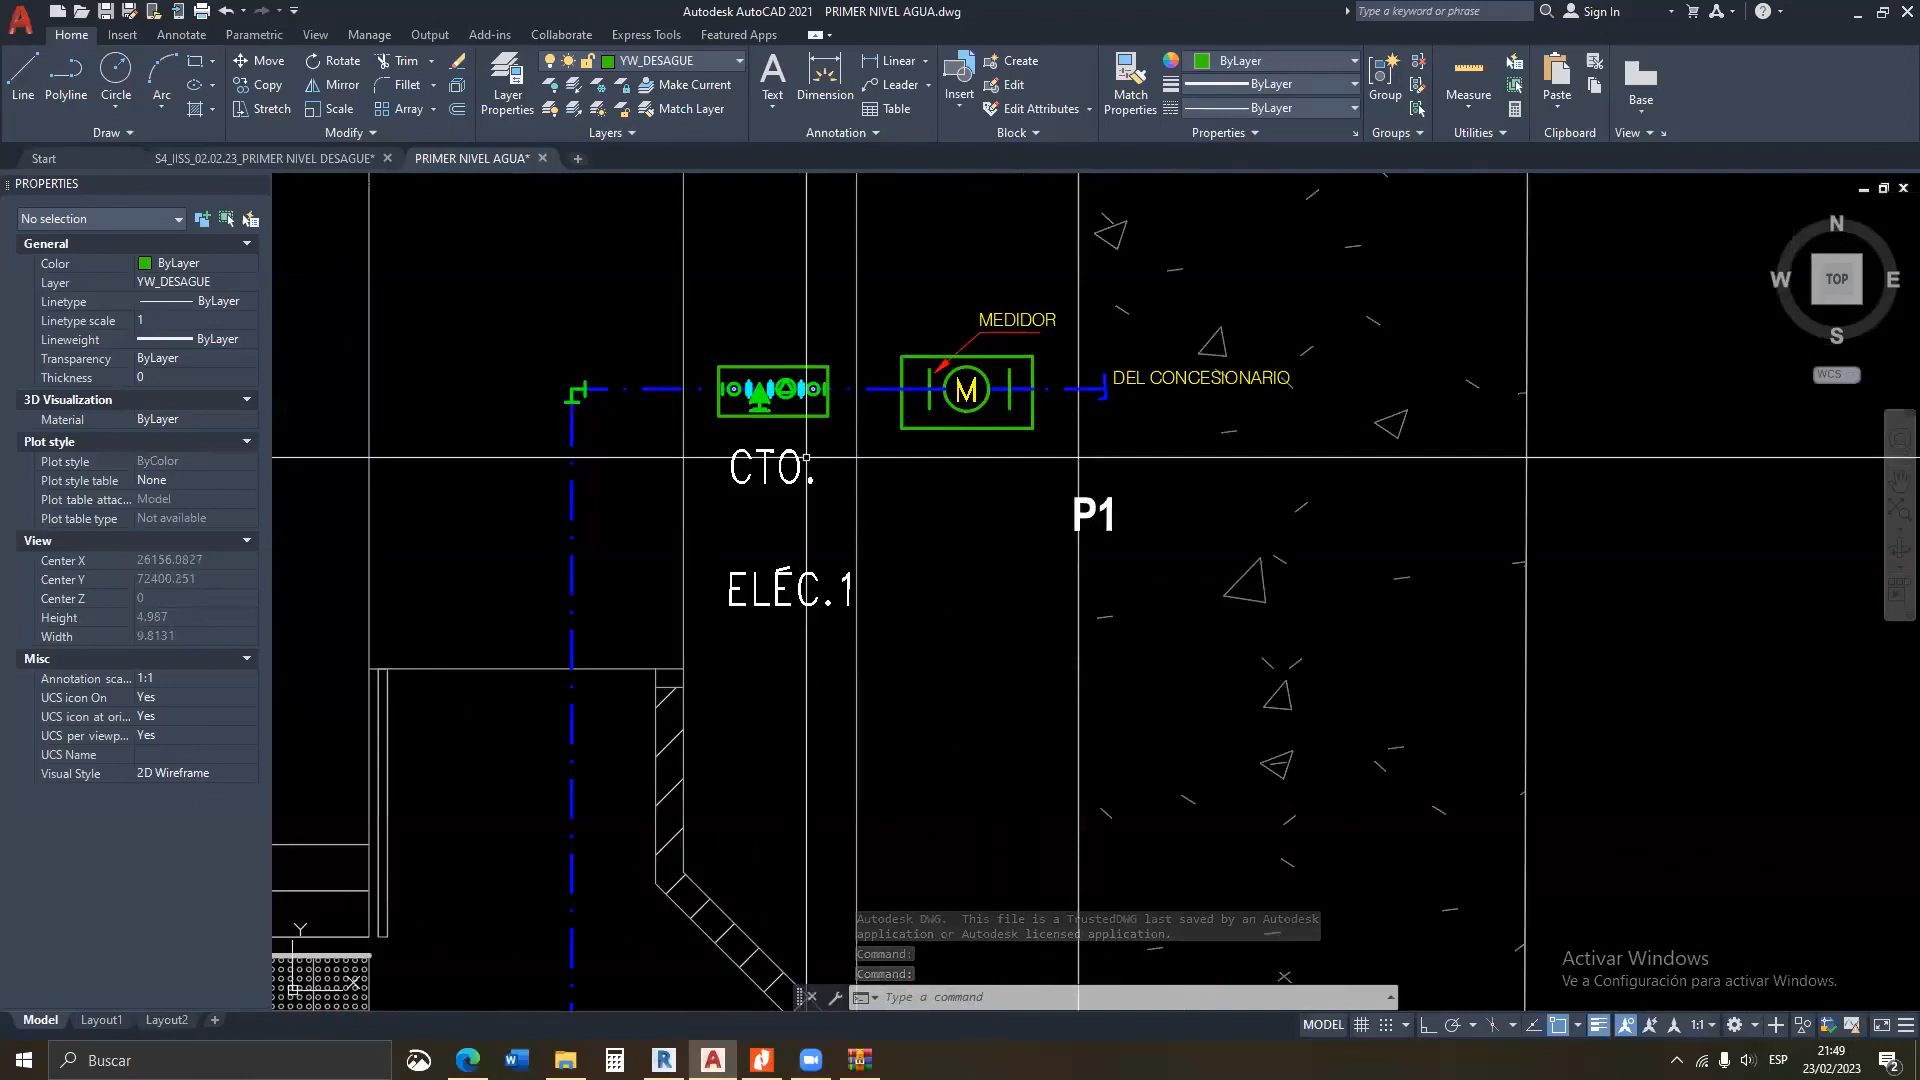 Autodesk AutoCAD 2021 PRIMER NIVEL AGUA.dwg
Type a keyword or phrase
Sign In
Home Insert Annotate Parametric View Manage Output Add-ins Collaborate Express Tools Featured Apps
Line Polyline Circle Arc
Move Rotate Trim
Copy Mirror Fillet
Stretch Scale Array
Layer Properties
YW_DESAGUE
Make Current
Match Layer
Text Dimension
Linear
Leader
Table
Insert
Create
Edit
Edit Attributes
Match Properties
ByLayer
ByLayer
ByLayer
Group Measure Paste Base
Draw Modify Layers Annotation Block Properties Groups Utilities Clipboard View
Start S4_IISS_02.02.23_PRIMER NIVEL DESAGUE* PRIMER NIVEL AGUA*
PROPERTIES
No selection
General
Color ByLayer
Layer YW_DESAGUE
Linetype ByLayer
Linetype scale 1
Lineweight ByLayer
Transparency ByLayer
Thickness 0
3D Visualization
Material ByLayer
Plot style
Plot style ByColor
Plot style table None
Plot table attac... Model
Plot table type Not available
View
Center X 26156.0827
Center Y 72400.251
Center Z 0
Height 4.987
Width 9.8131
Misc
Annotation sca... 1:1
UCS icon On Yes
UCS icon at ori... Yes
UCS per viewp... Yes
UCS Name
Visual Style 2D Wireframe
N
W TOP E
S
WCS
MEDIDOR
M
DEL CONCESIONARIO
CTO.
P1
ELÉC.1
Y
X
Autodesk DWG. This file is a TrustedDWG last saved by an Autodesk
application or Autodesk licensed application.
Command:
Command:
Type a command
Activar Windows
Ve a Configuración para activar Windows.
Model Layout1 Layout2
MODEL
1:1
Buscar
ESP
21:49
23/02/2023
2